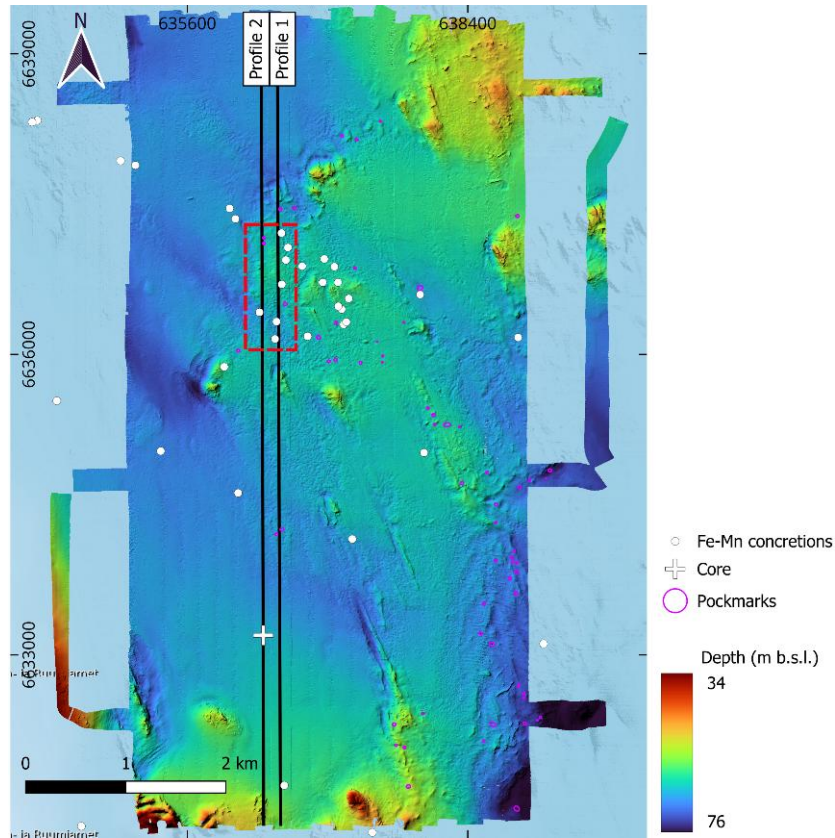 635600
638400
N
Profile 2
Profile 1
6639000
6636000
6633000
0
1
2 km
Fe-Mn concretions
Core
Pockmarks
Depth (m b.s.l.)
34
76